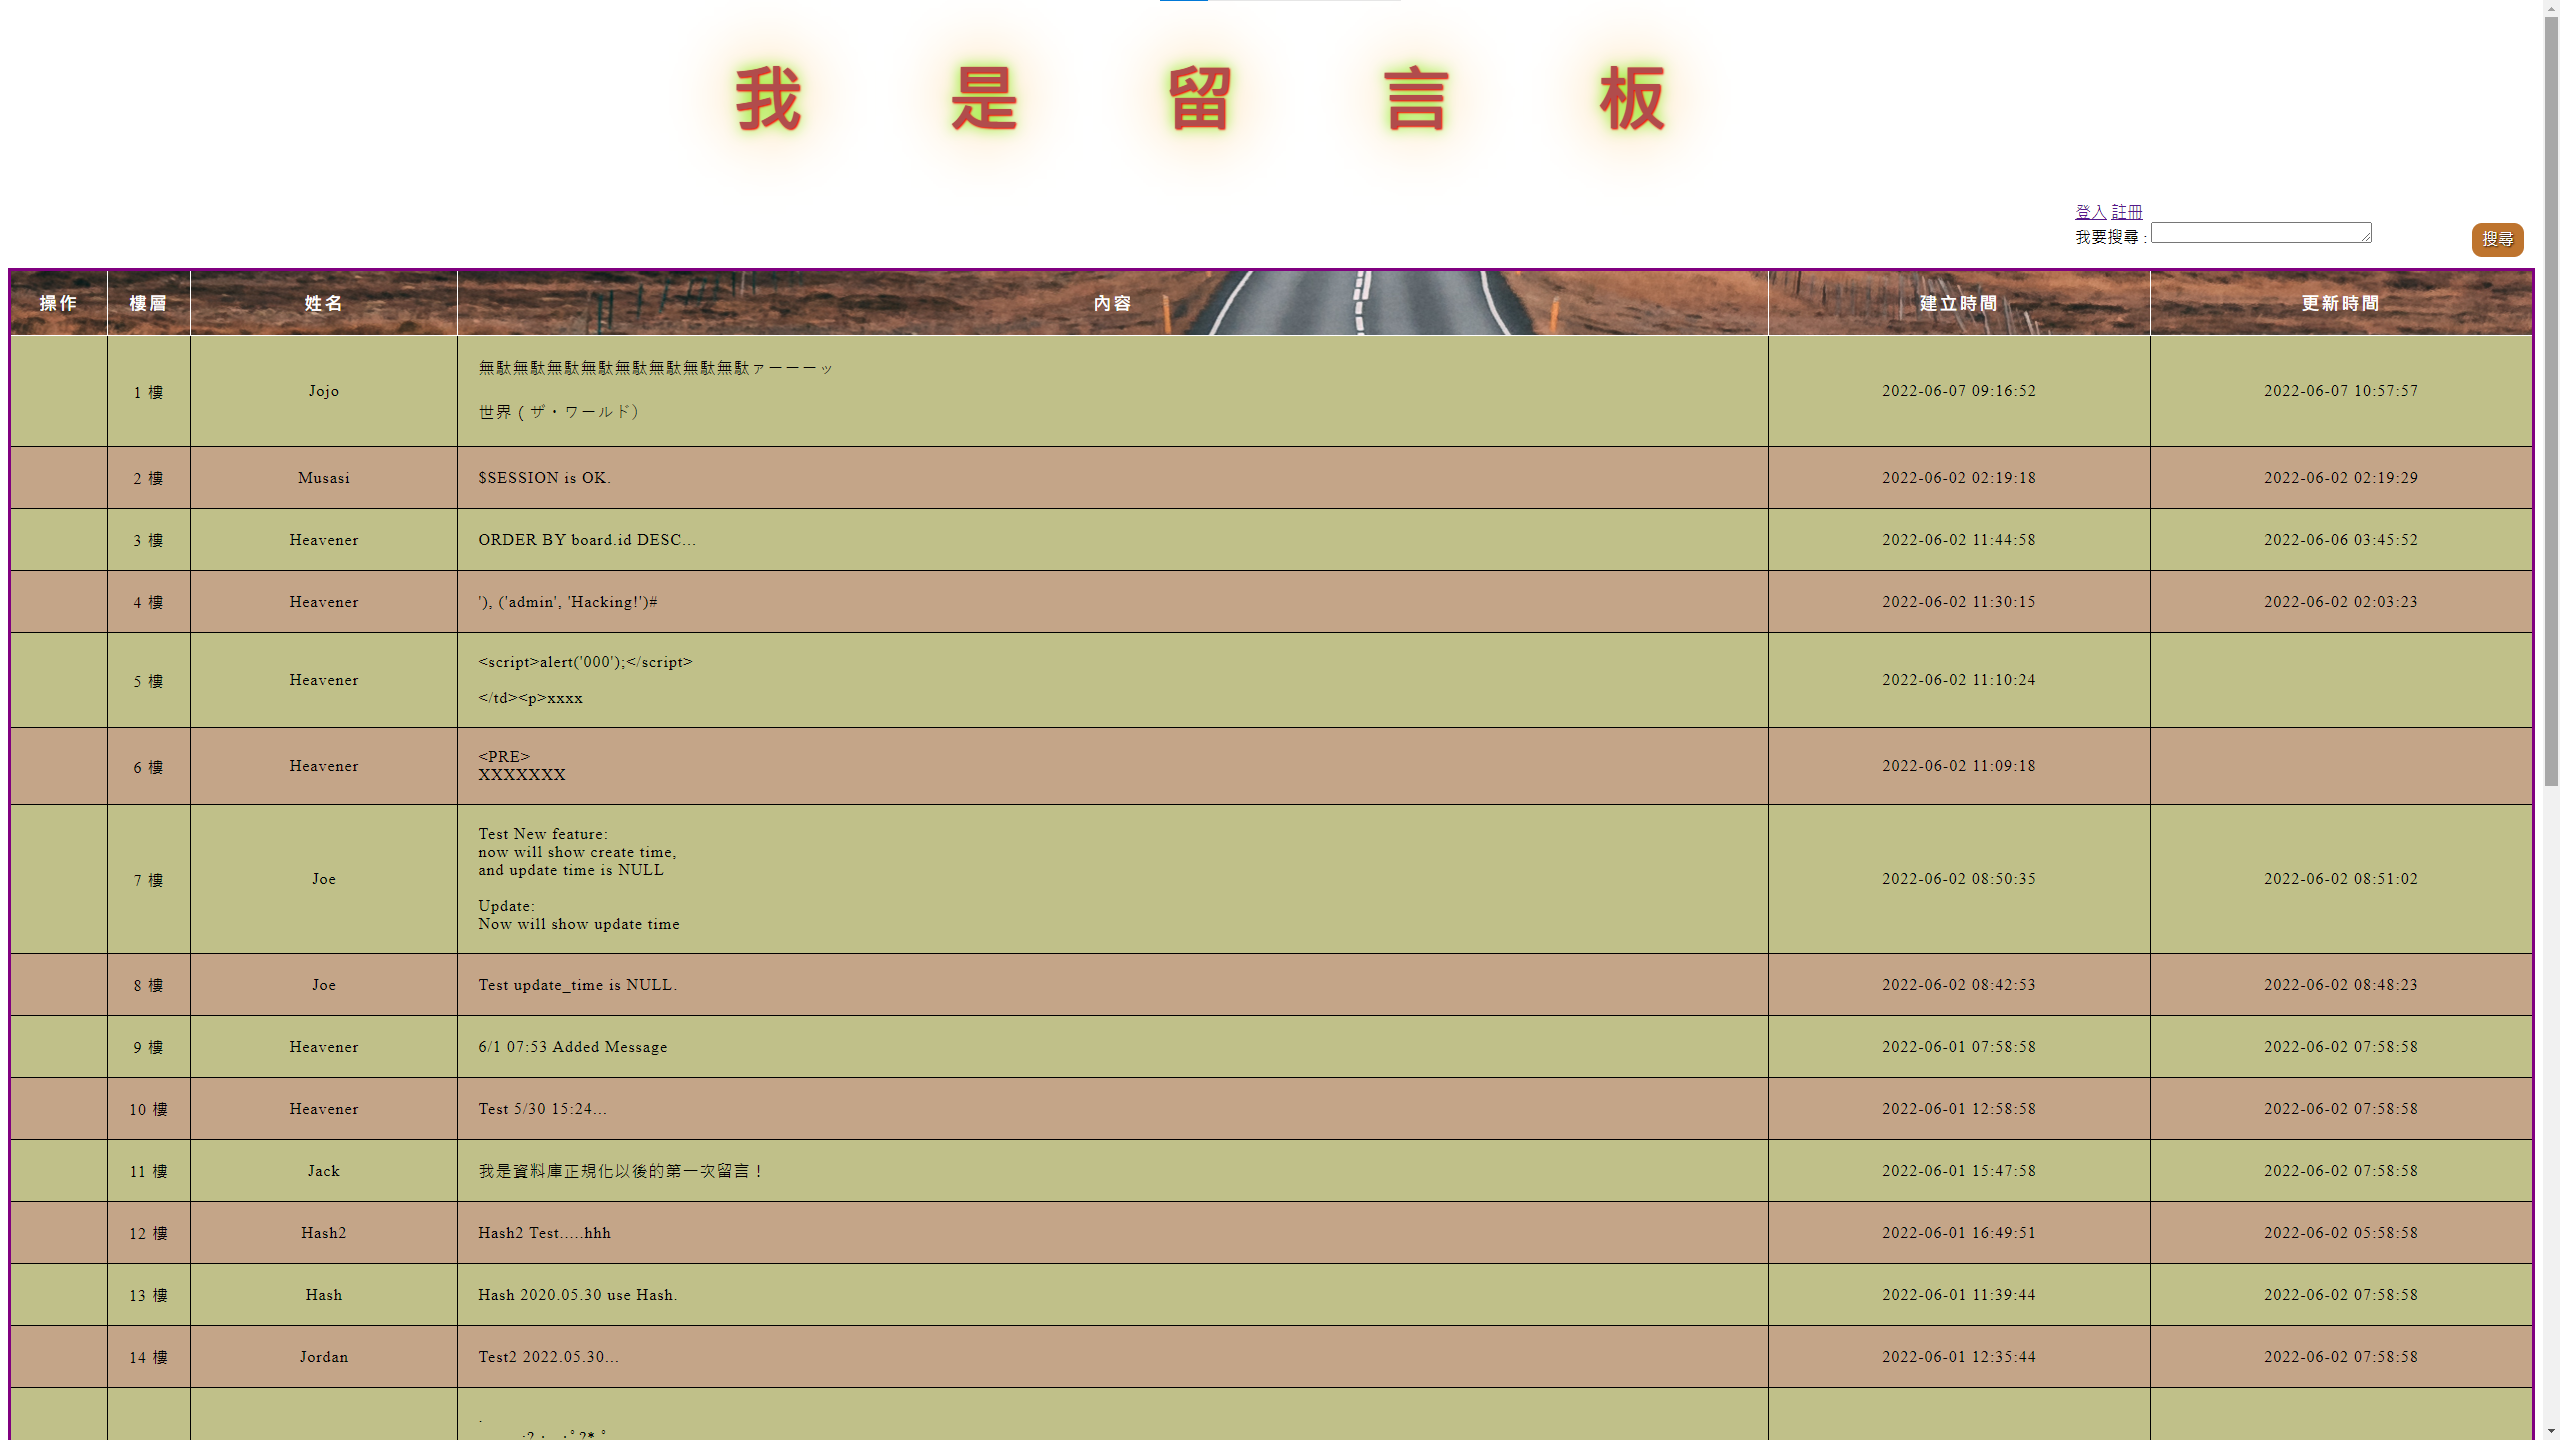 我是留言板
登入 註冊
我要搜尋 : 搜尋
操作 樓層 姓名 內容 建立時間 更新時間
1 樓 Jojo 無駄無駄無駄無駄無駄無駄無駄無駄ァーーーッ
世界 ( ザ・ワールド） 2022-06-07 09:16:52 2022-06-07 10:57:57
2 樓 Musasi $SESSION is OK. 2022-06-02 02:19:18 2022-06-02 02:19:29
3 樓 Heavener ORDER BY board.id DESC... 2022-06-02 11:44:58 2022-06-06 03:45:52
4 樓 Heavener '), ('admin', 'Hacking!')# 2022-06-02 11:30:15 2022-06-02 02:03:23
5 樓 Heavener <script>alert('000');</script>
</td><p>xxxx 2022-06-02 11:10:24
6 樓 Heavener <PRE>
XXXXXXX 2022-06-02 11:09:18
7 樓 Joe Test New feature:
now will show create time,
and update time is NULL
Update:
Now will show update time 2022-06-02 08:50:35 2022-06-02 08:51:02
8 樓 Joe Test update_time is NULL. 2022-06-02 08:42:53 2022-06-02 08:48:23
9 樓 Heavener 6/1 07:53 Added Message 2022-06-01 07:58:58 2022-06-02 07:58:58
10 樓 Heavener Test 5/30 15:24... 2022-06-01 12:58:58 2022-06-02 07:58:58
11 樓 Jack 我是資料庫正規化以後的第一次留言！ 2022-06-01 15:47:58 2022-06-02 07:58:58
12 樓 Hash2 Hash2 Test.....hhh 2022-06-01 16:49:51 2022-06-02 05:58:58
13 樓 Hash Hash 2020.05.30 use Hash. 2022-06-01 11:39:44 2022-06-02 07:58:58
14 樓 Jordan Test2 2022.05.30... 2022-06-01 12:35:44 2022-06-02 07:58:58